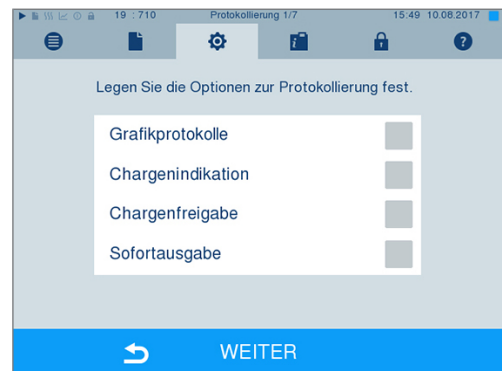 19 : 710 Protokollierung 1/7 15:49 10.08.2017
Legen Sie die Optionen zur Protokollierung fest.
Grafikprotokolle
Chargenindikation
Chargenfreigabe
Sofortausgabe
WEITER